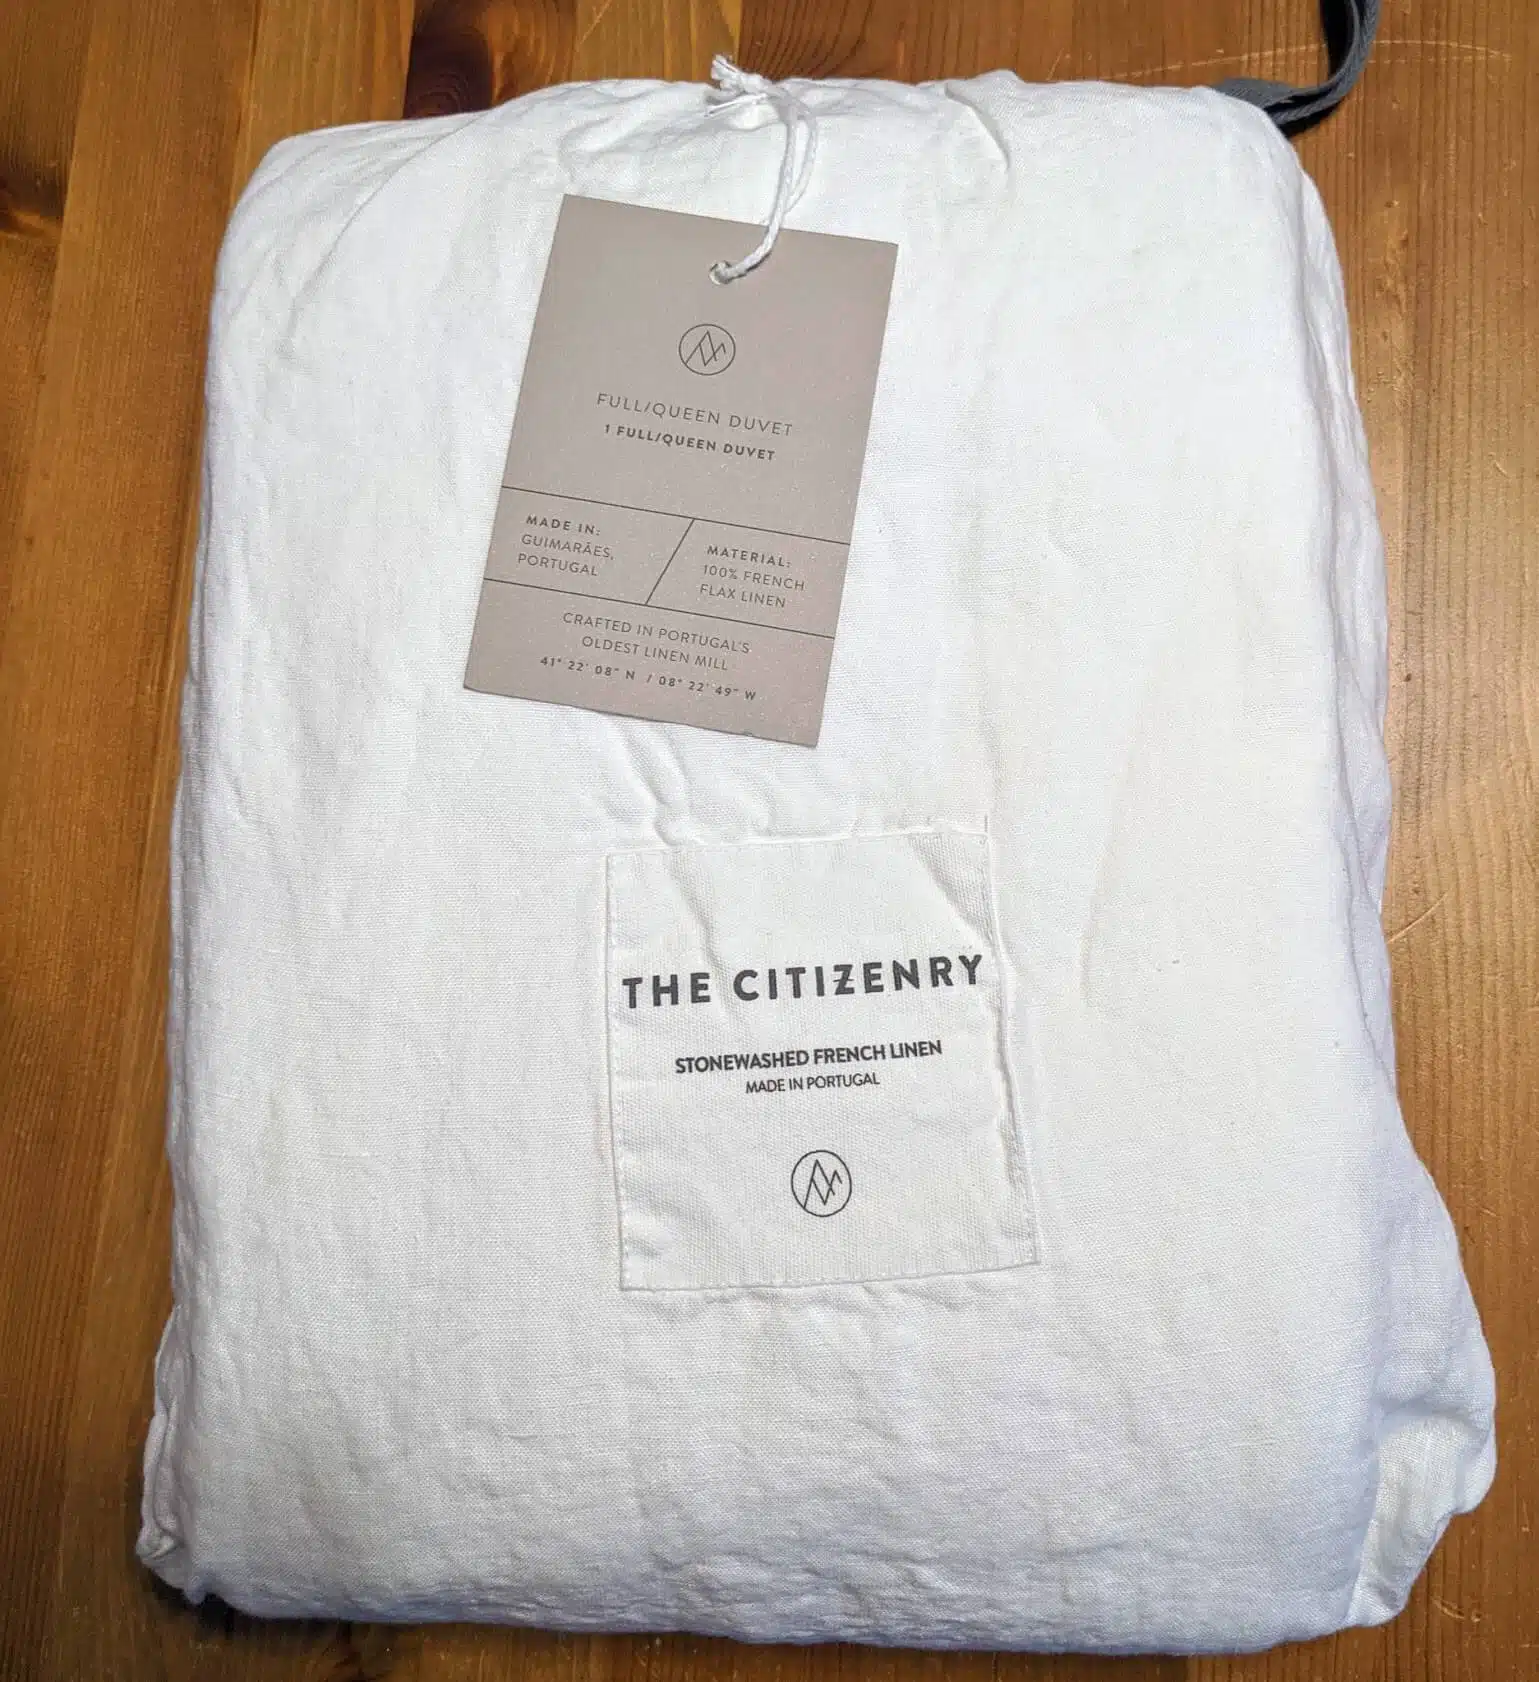 FULL/QUEEN DUVET
1 FULL/QUEEN DUVET
MADE IN:
GUIMARÃES,
PORTUGAL
MATERIAL:
100% FRENCH
FLAX LINEN
CRAFTED IN PORTUGAL'S
OLDEST LINEN MILL
41° 22' 08" N / 08° 22' 49" W
THE CITIZENRY
STONEWASHED FRENCH LINEN
MADE IN PORTUGAL